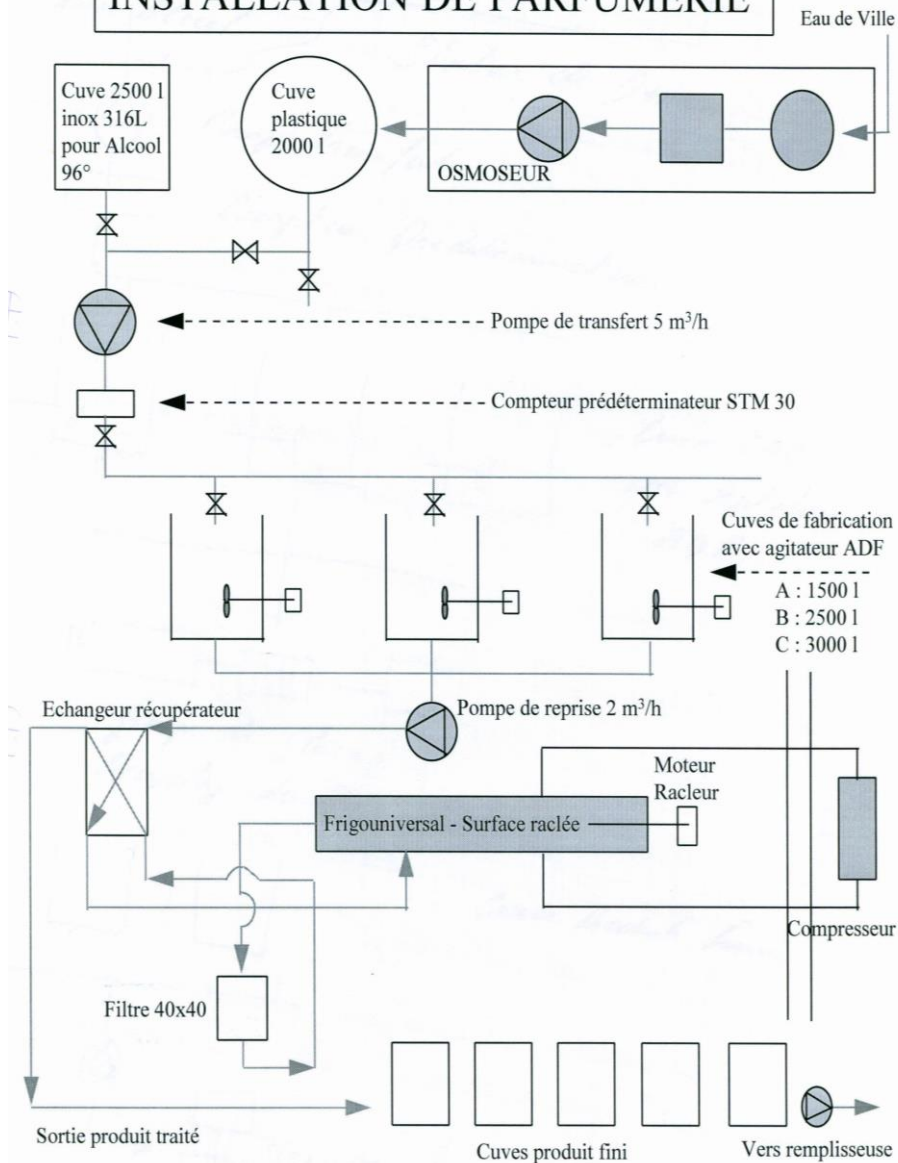 INSTALLATION DE PARFUMERIE
Eau de Ville
Cuve 2500 l
inox 316L
pour Alcool
96°
Cuve
plastique
2000 l
OSMOSEUR
Pompe de transfert 5 m³/h
Compteur prédéterminateur STM 30
Cuves de fabrication
avec agitateur ADF
A : 1500 l
B : 2500 l
C : 3000 l
Echangeur récupérateur
Pompe de reprise 2 m³/h
Moteur
Racleur
Frigouniversal - Surface raclée
Compresseur
Filtre 40x40
Sortie produit traité
Cuves produit fini
Vers remplisseuse